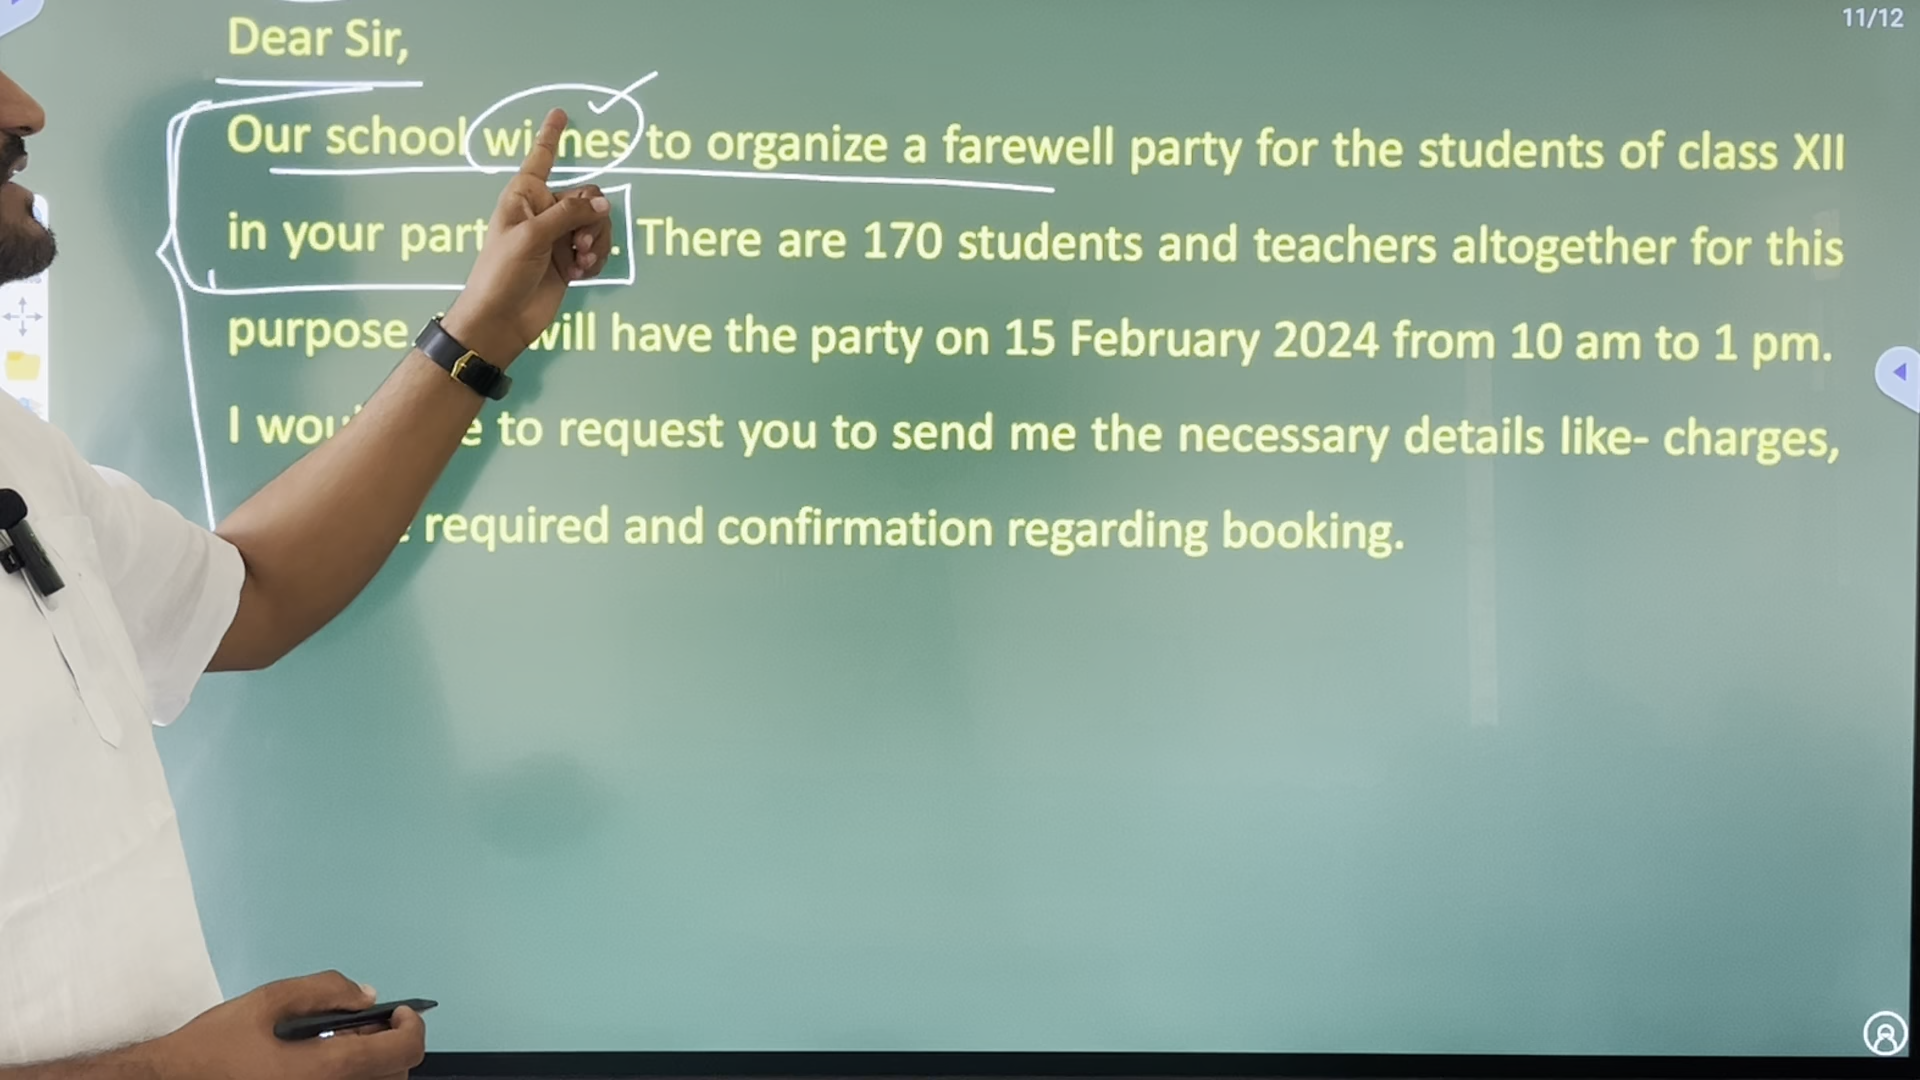 11/12
Dear Sir,
Our school wishes to organize a farewell party for the students of class XII
in your part . There are 170 students and teachers altogether for this
purpose will have the party on 15 February 2024 from 10 am to 1 pm.
I to request you to send me the necessary details like- charges,
required and confirmation regarding booking.